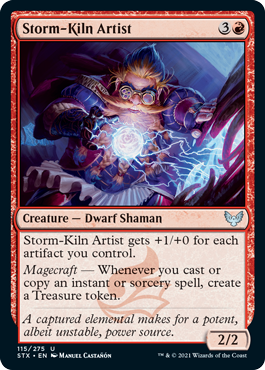 Storm-Kiln Artist
3
Creature — Dwarf Shaman
Storm-Kiln Artist gets +1/+0 for each
artifact you control.
Magecraft — Whenever you cast or
copy an instant or sorcery spell, create
a Treasure token.
A captured elemental makes for a potent,
albeit unstable, power source.
2/2
115/275 U
STX • EN Manuel Castañón
™ & © 2021 Wizards of the Coast